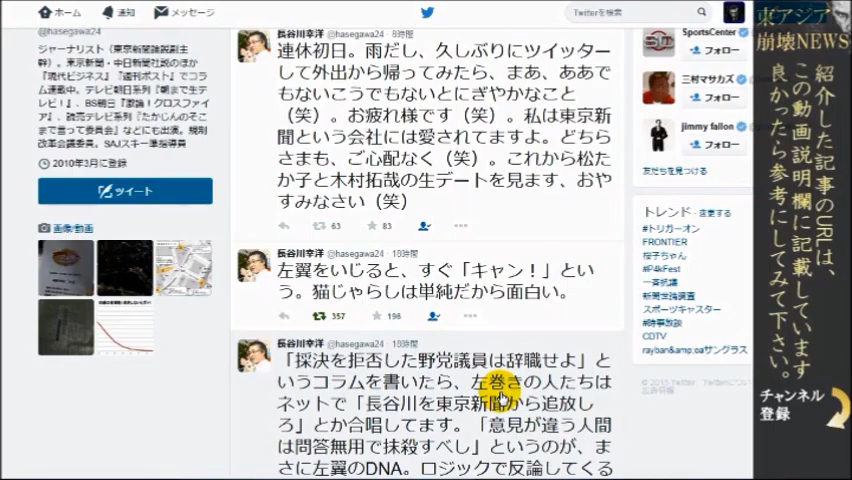 ホーム
通知
メッセージ
Twitterを検索
@hasegawa24
ジャーナリスト（東京新聞論説副主
幹）。東京新聞・中日新聞社説のほか
『現代ビジネス』『週刊ポスト』でコラ
ム連載中。テレビ朝日系列『朝まで生テ
レビ！』、BS朝日『激論！クロスファイ
ア』、読売テレビ系列『たかじんのそこ
まで言って委員会』などにも出演。規制
改革会議委員。SAJスキー準指導員
2010年3月に登録
ツイート
画像/動画
長谷川幸洋 @hasegawa24・8時間
連休初日。雨だし、久しぶりにツイッター
して外出から帰ってみたら、まあ、ああで
もないこうでもないとにぎやかなこと
（笑）。お疲れ様です（笑）。私は東京新
聞という会社には愛されてますよ。どちら
さまも、ご心配なく（笑）。これから松た
か子と木村拓哉の生デートを見ます、おや
すみなさい（笑）
63
83
長谷川幸洋 @hasegawa24・18時間
左翼をいじると、すぐ「キャン！」とい
う。猫じゃらしは単純だから面白い。
357
196
長谷川幸洋 @hasegawa24・18時間
「採決を拒否した野党議員は辞職せよ」と
いうコラムを書いたら、左巻きの人たちは
ネットで「長谷川を東京新聞から追放し
ろ」とか合唱してます。「意見が違う人間
は問答無用で抹殺すべし」というのが、ま
さに左翼のDNA。ロジックで反論してくる
SportsCenter
フォロー
三村マサカズ
フォロー
jimmy fallon
フォロー
友だちを見つける
トレンド・変更する
#トリガーオン
FRONTIER
桜子ちゃん
#P4kFest
一斉抗議
新聞世論調査
スポーツキャスター
#時事放談
CDTV
rayban&amp;oaサングラス
© 2015 Twitter
東アジア
崩壊NEWS
紹介した記事のURLは、
この動画説明欄に記載しています
良かったら参考にしてみて下さい。
チャンネル
登録